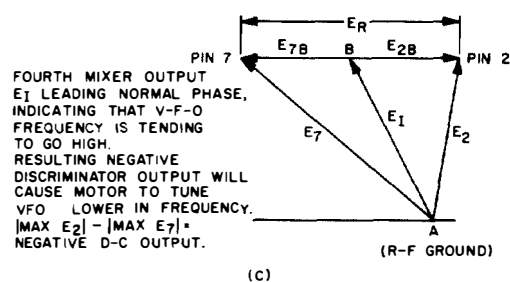 E_R
PIN 7 E_7B B E_2B PIN 2
FOURTH MIXER OUTPUT
E_I LEADING NORMAL PHASE,
INDICATING THAT V-F-O
FREQUENCY IS TENDING
TO GO HIGH.
RESULTING NEGATIVE
DISCRIMINATOR OUTPUT WILL
CAUSE MOTOR TO TUNE
VFO LOWER IN FREQUENCY.
|MAX E_2| - |MAX E_7| =
NEGATIVE D-C OUTPUT.
E_7 E_I E_2
A
(R-F GROUND)
(C)